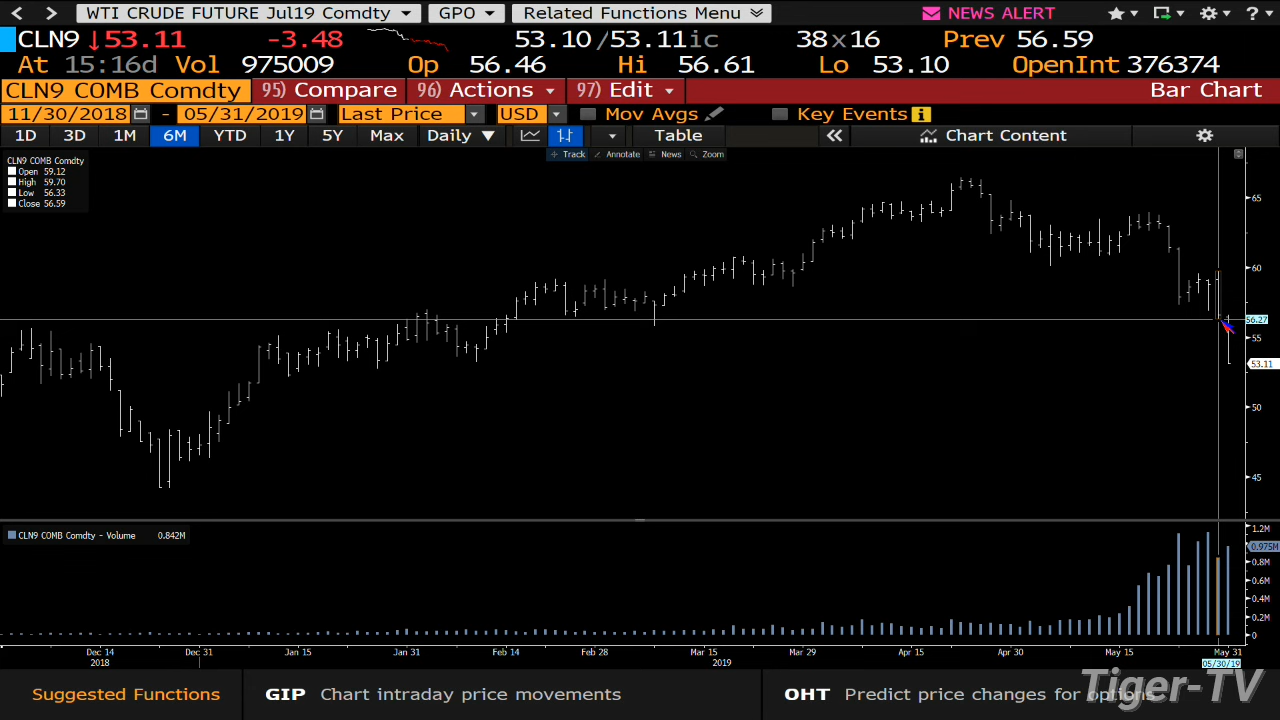 WTI CRUDE FUTURE Jul19 Comdty GPO Related Functions Menu NEWS ALERT ?
CLN9 ↓53.11 -3.48 53.10/53.11ic 38x16 Prev 56.59
At 15:16d Vol 975009 Op 56.46 Hi 56.61 Lo 53.10 OpenInt 376374
CLN9 COMB Comdty 95) Compare 96) Actions 97) Edit Bar Chart
11/30/2018 - 05/31/2019 Last Price USD Mov Avgs Key Events i
1D 3D 1M 6M YTD 1Y 5Y Max Daily ▼ Table « Chart Content
Track Annotate News Zoom
CLN9 COMB Comdty
Open 59.12
High 59.70
Low 56.33
Close 56.59
65
60
56.27
55
53.11
50
45
CLN9 COMB Comdty - Volume 0.842M
1.2M
0.975M
0.8M
0.6M
0.4M
0.2M
0
Dec 14 Dec 31 Jan 15 Jan 31 Feb 14 Feb 28 Mar 15 Mar 29 Apr 15 Apr 30 May 15 May 31
2018 2019 05/30/19
Suggested Functions GIP Chart intraday price movements OHT Predict price changes for options
Tiger-TV